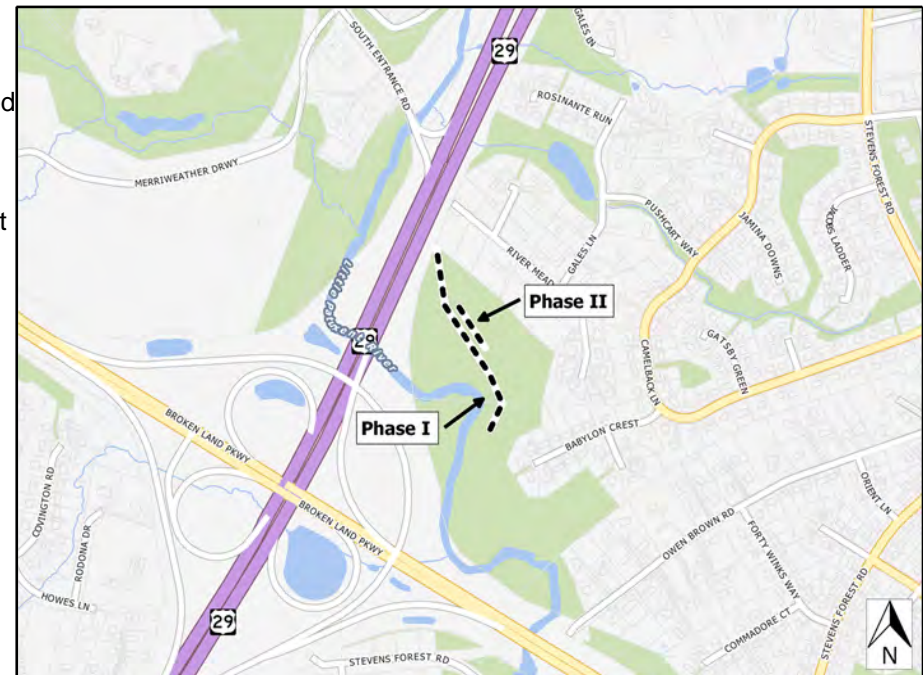 d
t
29
GALES LN
SOUTH ENTRANCE RD
ROSINANTE RUN
STEVENS FOREST RD
MERRIWEATHER DRWY
PUSHCART WAY
JAMINA DOWNS
JACOBS LADDER
RIVER MEAD
GALES LN
Little Patuxent River
Phase II
29
GATSBY GREEN
CAMELBACK LN
Phase I
BABYLON CREST
BROKEN LAND PKWY
COVINGTON RD
RODONA DR
BROKEN LAND PKWY
ORIENT LN
OWEN BROWN RD
FORTY WINKS WAY
HOWES LN
29
COMMADORE CT
STEVENS FOREST RD
STEVENS FOREST RD
N